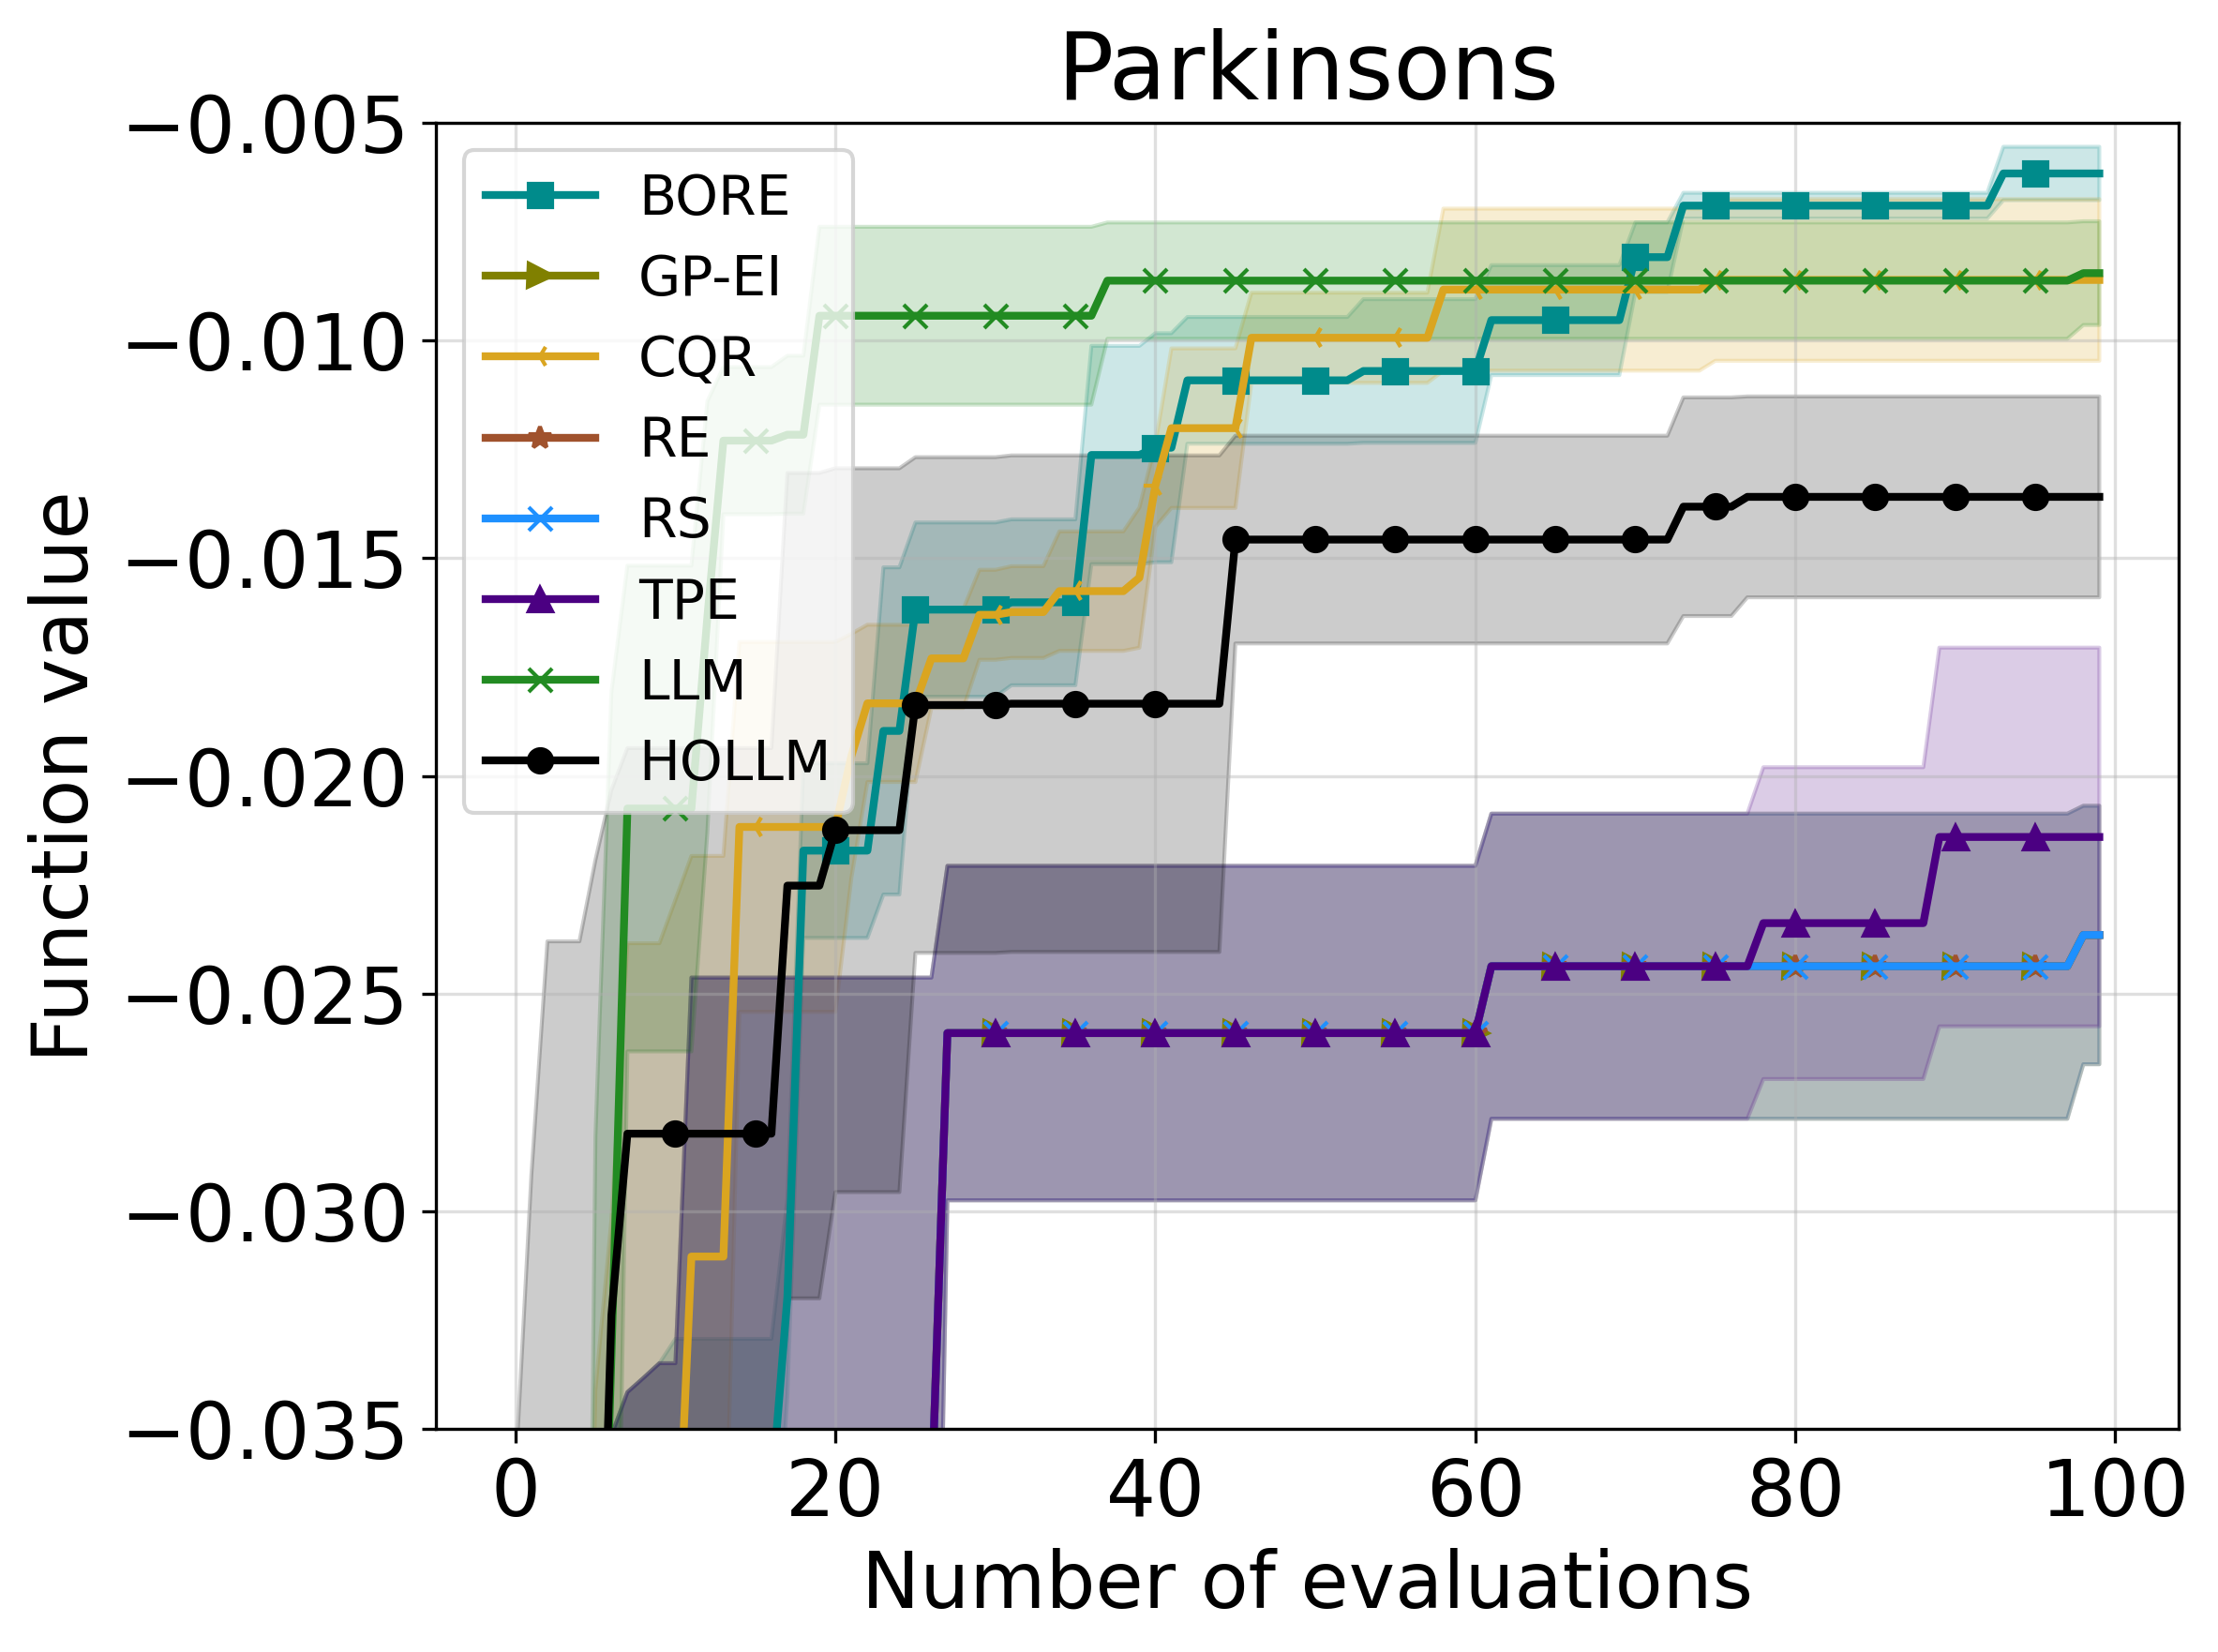 Parkinsons
−0.005
−0.010
−0.015
−0.020
−0.025
−0.030
−0.035
Function value
BORE
GP-EI
CQR
RE
RS
TPE
LLM
HOLLM
0 20 40 60 80 100
Number of evaluations